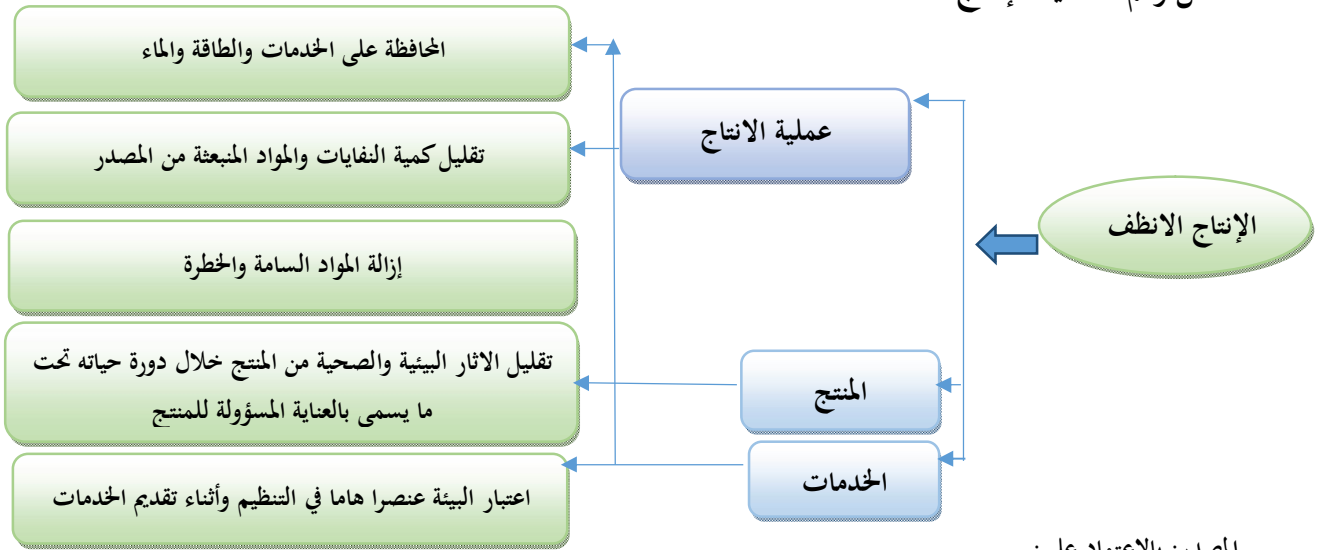 الإنتاج الانظف
عملية الانتاج
المحافظة على الخدمات والطاقة والماء
تقليل كمية النفايات والمواد المنبعثة من المصدر
إزالة المواد السامة والخطرة
المنتج
تقليل الاثار البيئية والصحية من المنتج خلال دورة حياته تحت
ما يسمى بالعناية المسؤولة للمنتج
الخدمات
اعتبار البيئة عنصرا هاما في التنظيم وأثناء تقديم الخدمات